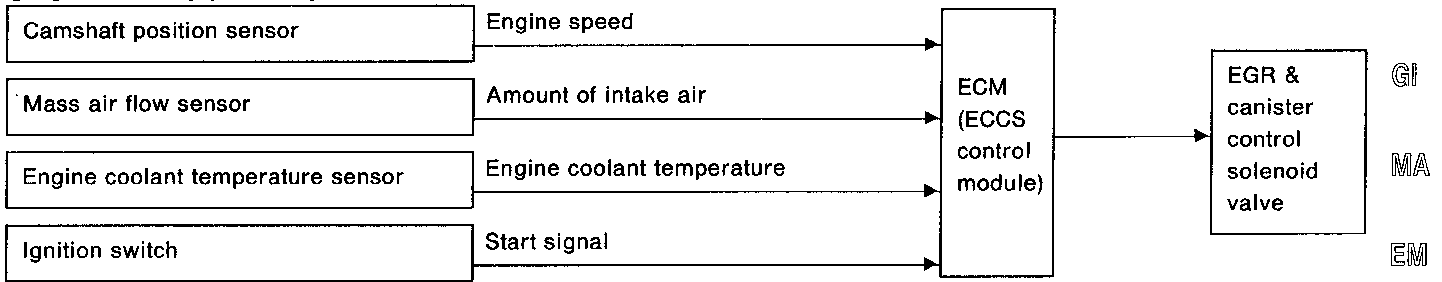 Camshaft position sensor
Engine speed
Mass air flow sensor
Amount of intake air
Engine coolant temperature sensor
Engine coolant temperature
Ignition switch
Start signal
ECM
(ECCS
control
module)
EGR &
canister
control
solenoid
valve
GI
MA
EM